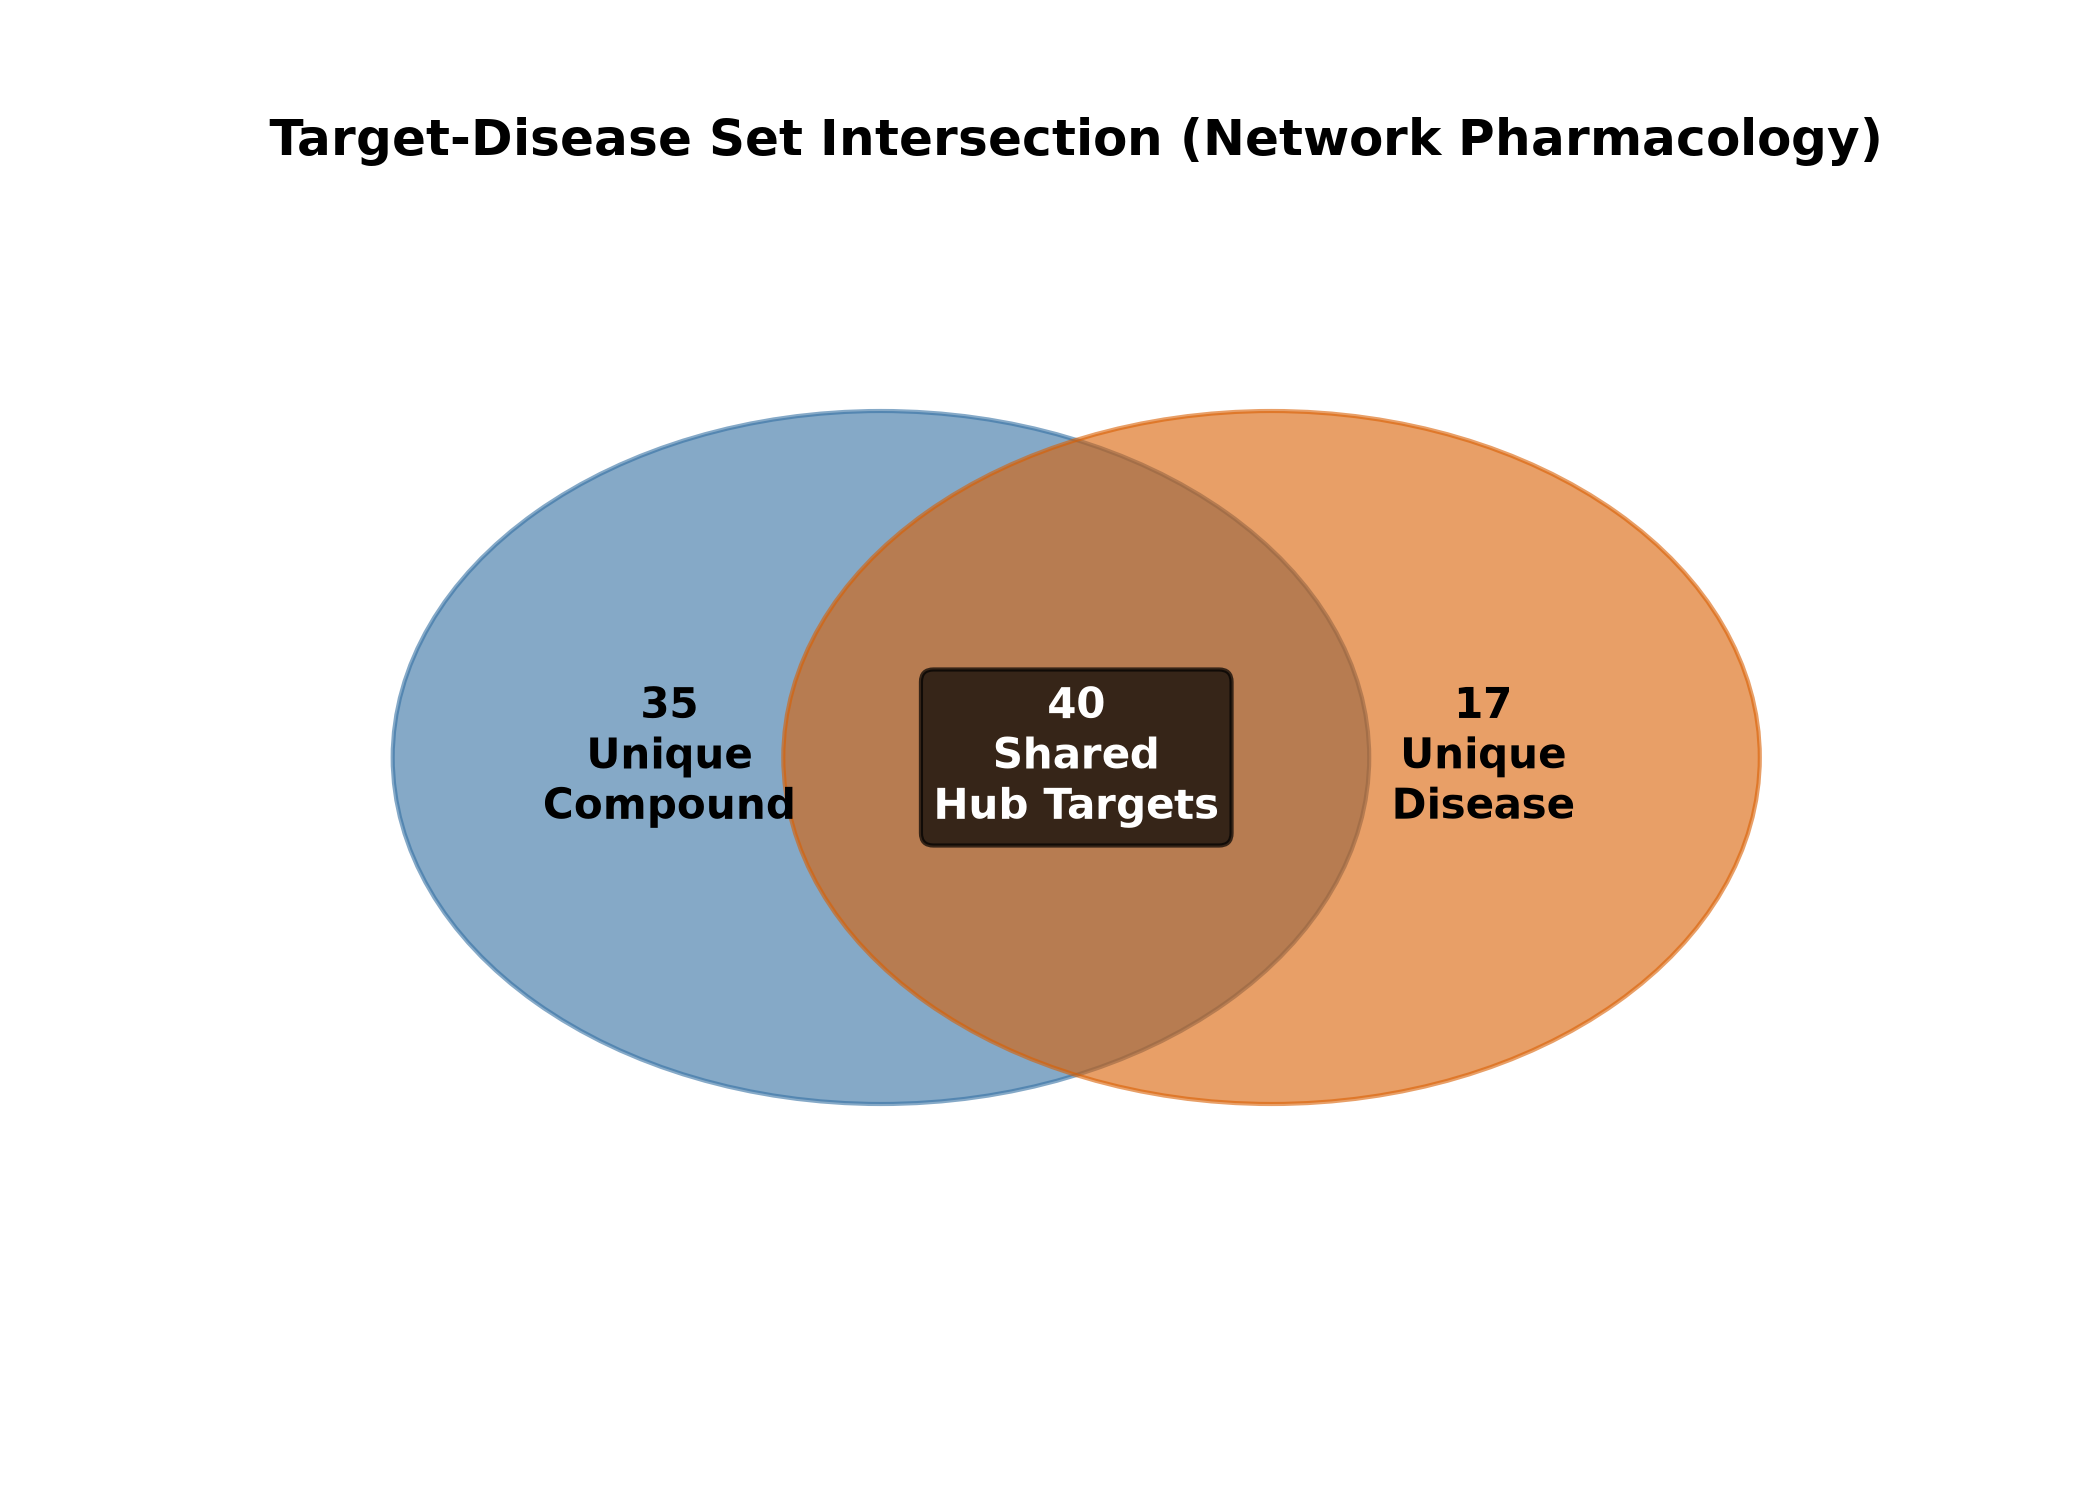 Target-Disease Set Intersection (Network Pharmacology)
35
Unique
Compound
40
Shared
Hub Targets
17
Unique
Disease